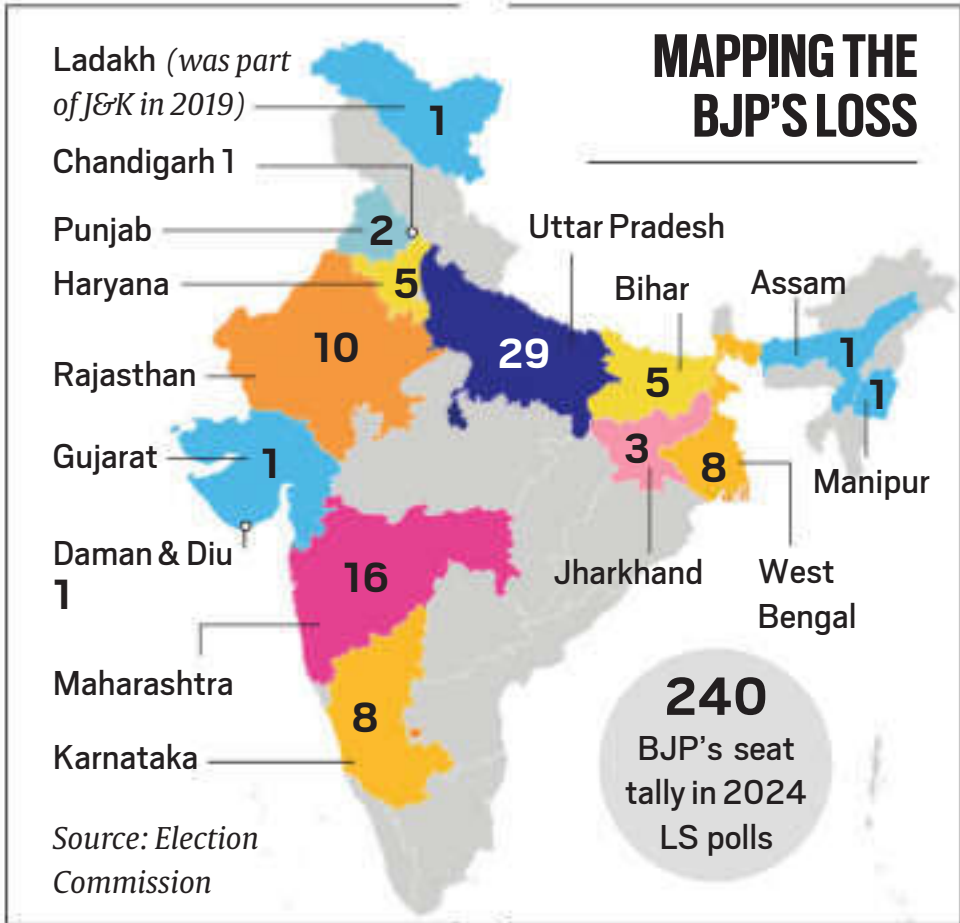 MAPPING THE
BJP'S LOSS
Ladakh (was part
of J&K in 2019)
1
Chandigarh 1
Punjab
2
Haryana
5
Uttar Pradesh
29
Bihar
5
Assam
1
1
Manipur
Rajasthan
10
Gujarat
1
3
Jharkhand
8
West
Bengal
Daman & Diu
1
16
Maharashtra
8
Karnataka
240
BJP's seat
tally in 2024
LS polls
Source: Election
Commission